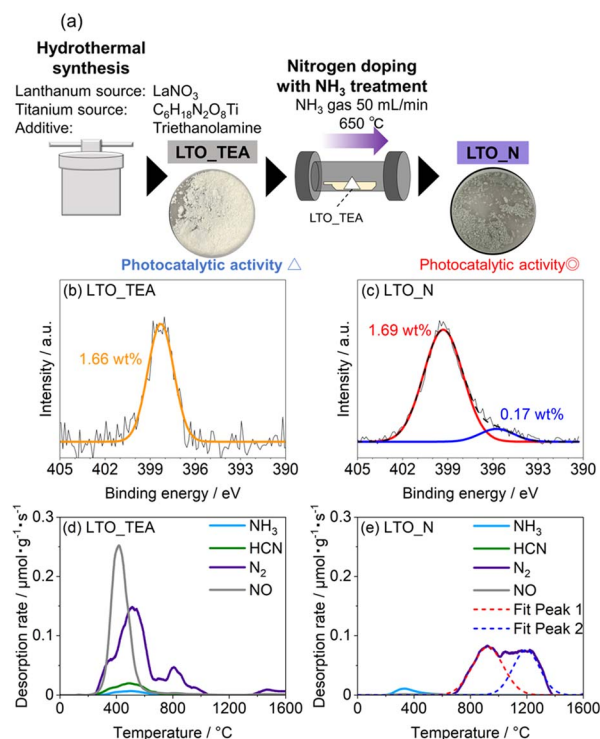 (a)
Hydrothermal
synthesis
Lanthanum source: LaNO₃
Titanium source: C₆H₁₈N₂O₈Ti
Additive: Triethanolamine
Nitrogen doping
with NH₃ treatment
NH₃ gas 50 mL/min
650 ℃
LTO_TEA
LTO_N
LTO_TEA
Photocatalytic activity △
Photocatalytic activity◎
(b) LTO_TEA
1.66 wt%
Intensity / a.u.
405 402 399 396 393 390
Binding energy / eV
(c) LTO_N
1.69 wt%
0.17 wt%
Intensity / a.u.
405 402 399 396 393 390
Binding energy / eV
(d) LTO_TEA
NH₃
HCN
N₂
NO
Desorption rate / μmol·g⁻¹·s⁻¹
0.3
0.2
0.1
0
0 400 800 1200 1600
Temperature / °C
(e) LTO_N
NH₃
HCN
N₂
NO
Fit Peak 1
Fit Peak 2
Desorption rate / μmol·g⁻¹·s⁻¹
0.3
0.2
0.1
0
0 400 800 1200 1600
Temperature / °C